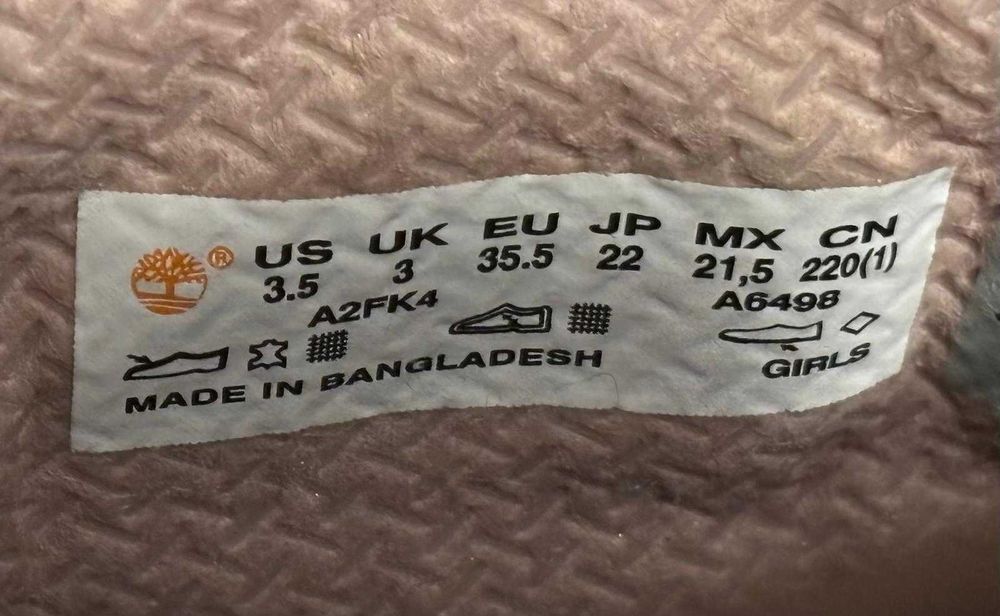 ® US UK EU JP MX CN
3.5 3 35.5 22 21,5 220(1)
A2FK4 A6498
MADE IN BANGLADESH GIRLS